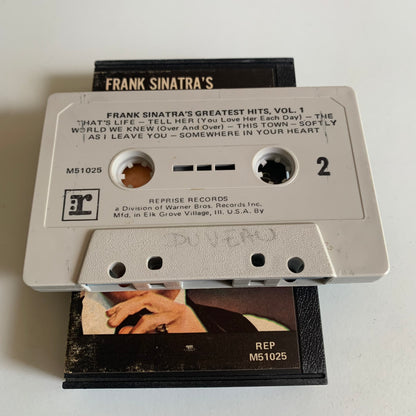 FRANK SINATRA'S
FRANK SINATRA'S GREATEST HITS, VOL. 1
THAT'S LIFE – TELL HER (You Love Her Each Day) – THE
WORLD WE KNEW (Over And Over) – THIS TOWN – SOFTLY
AS I LEAVE YOU – SOMEWHERE IN YOUR HEART
M51025
2
r
REPRISE RECORDS
a Division of Warner Bros. Records Inc.
Mfd. in Elk Grove Village, Ill. U.S.A. By
REP
M51025